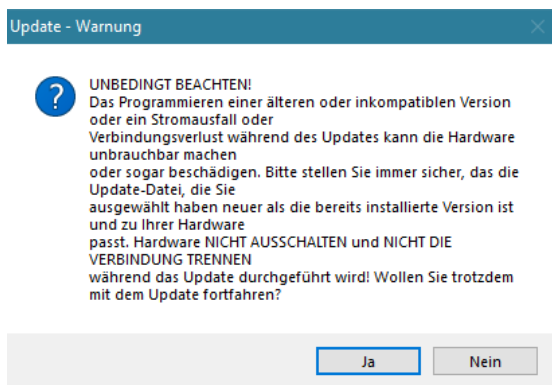 Update - Warnung
UNBEDINGT BEACHTEN!
Das Programmieren einer älteren oder inkompatiblen Version
oder ein Stromausfall oder
Verbindungsverlust während des Updates kann die Hardware
unbrauchbar machen
oder sogar beschädigen. Bitte stellen Sie immer sicher, das die
Update-Datei, die Sie
ausgewählt haben neuer als die bereits installierte Version ist
und zu Ihrer Hardware
passt. Hardware NICHT AUSSCHALTEN und NICHT DIE
VERBINDUNG TRENNEN
während das Update durchgeführt wird! Wollen Sie trotzdem
mit dem Update fortfahren?
Ja
Nein